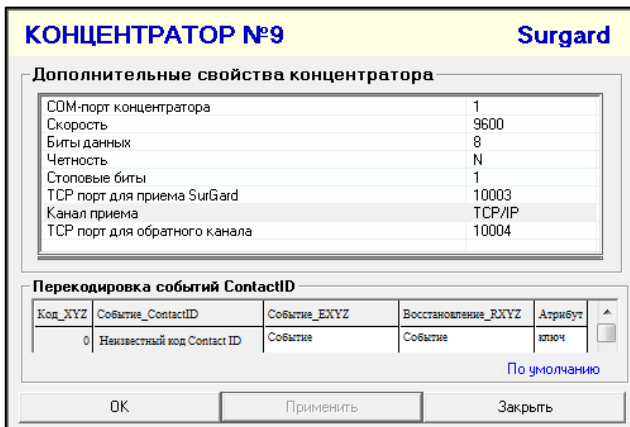 КОНЦЕНТРАТОР №9 Surgard
Дополнительные свойства концентратора
COM-порт концентратора 1
Скорость 9600
Биты данных 8
Четность N
Стоповые биты 1
TCP порт для приема SurGard 10003
Канал приема TCP/IP
TCP порт для обратного канала 10004
Перекодировка событий ContactID
Код_XYZ Событие_ContactID Событие_EXYZ Восстановление_RXYZ Атрибут
0 Неизвестный код Contact ID Событие Событие ключ
По умолчанию
OK Применить Закрыть